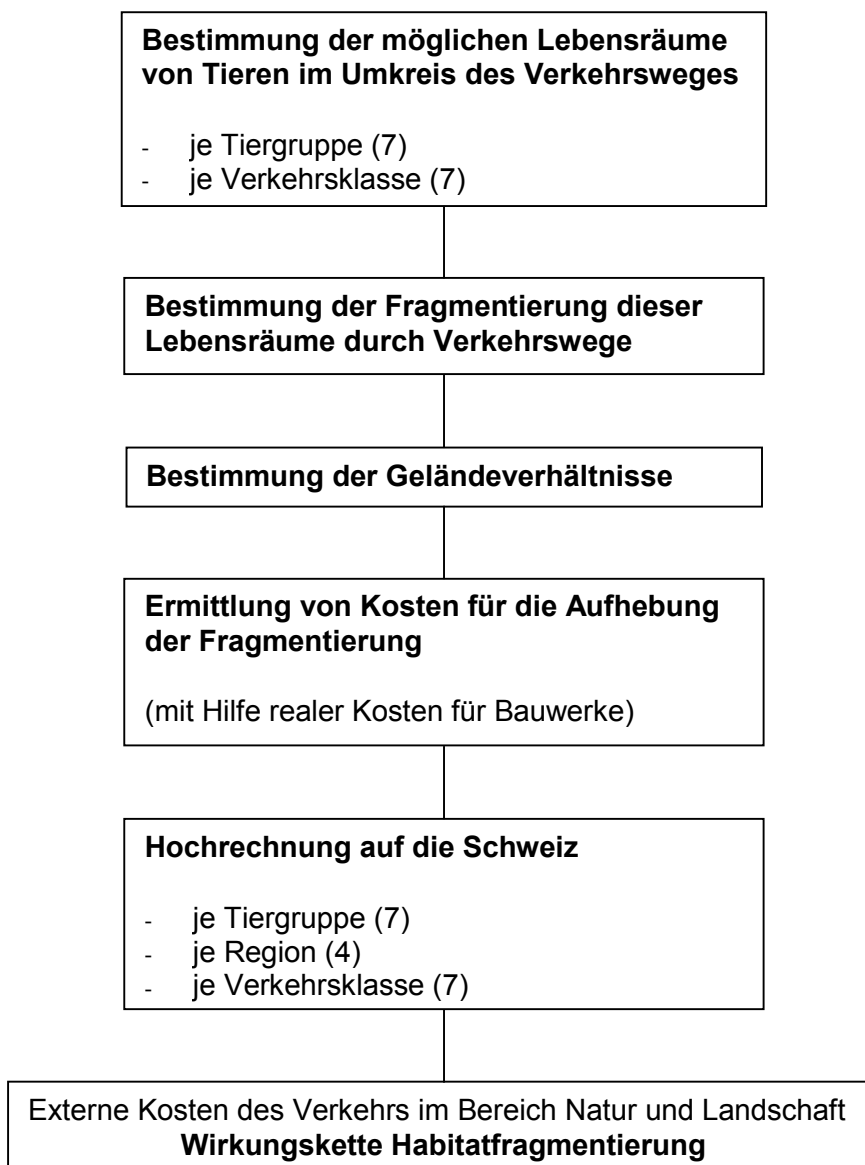 Bestimmung der möglichen Lebensräume
von Tieren im Umkreis des Verkehrsweges
- je Tiergruppe (7)
- je Verkehrsklasse (7)
Bestimmung der Fragmentierung dieser
Lebensräume durch Verkehrswege
Bestimmung der Geländeverhältnisse
Ermittlung von Kosten für die Aufhebung
der Fragmentierung
(mit Hilfe realer Kosten für Bauwerke)
Hochrechnung auf die Schweiz
- je Tiergruppe (7)
- je Region (4)
- je Verkehrsklasse (7)
Externe Kosten des Verkehrs im Bereich Natur und Landschaft
Wirkungskette Habitatfragmentierung